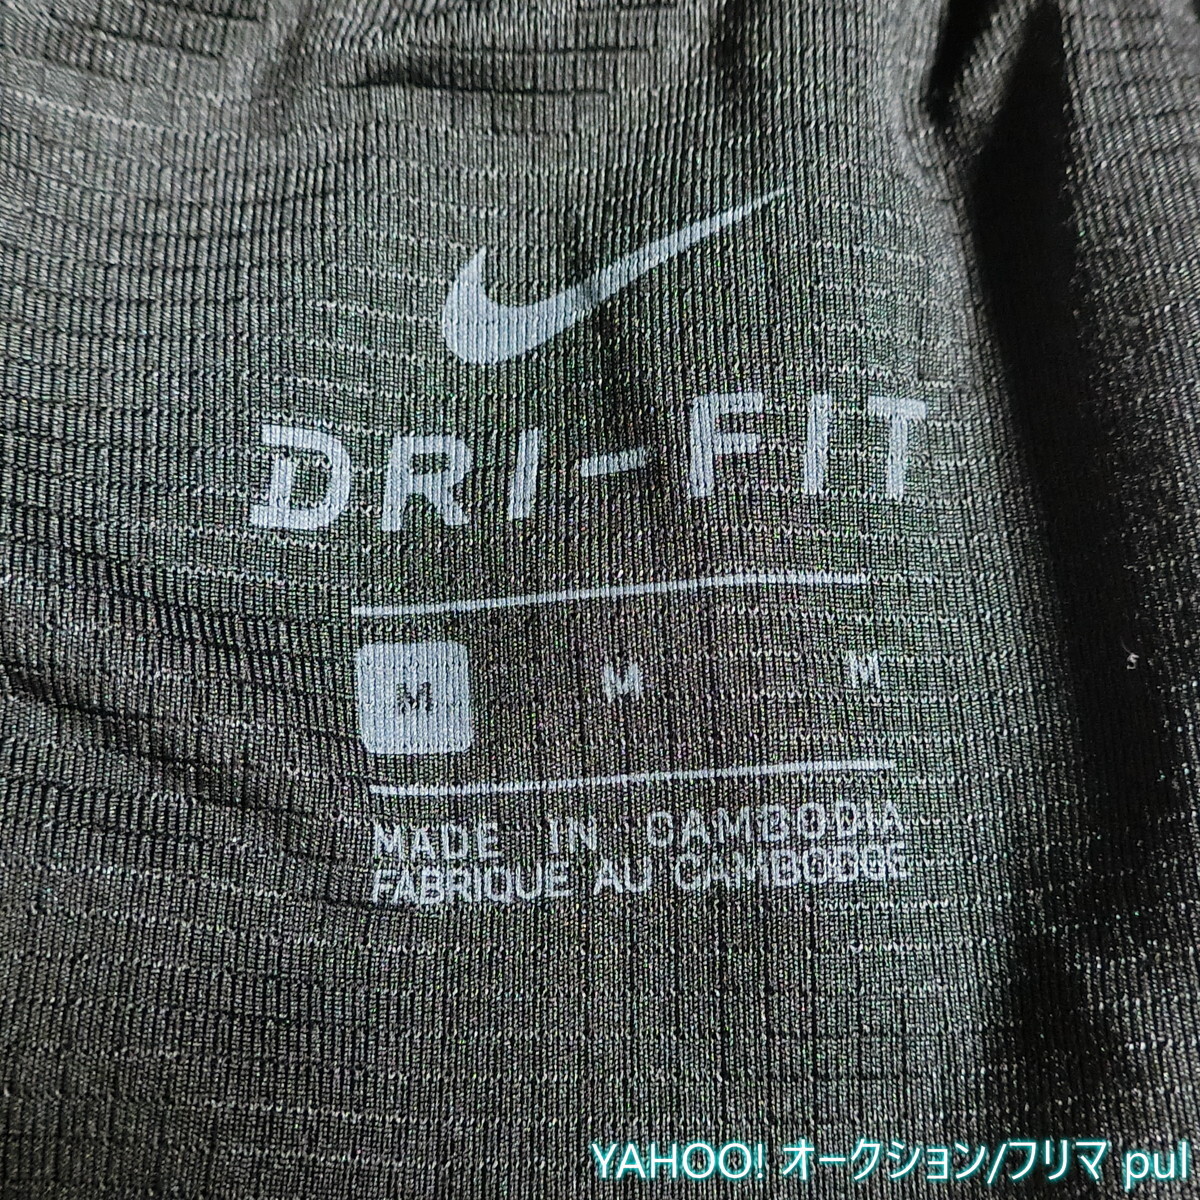 DRI-FIT
M M M
MADE IN CAMBODIA
FABRIQUE AU CAMBODGE
YAHOO! オークション/フリマ pul